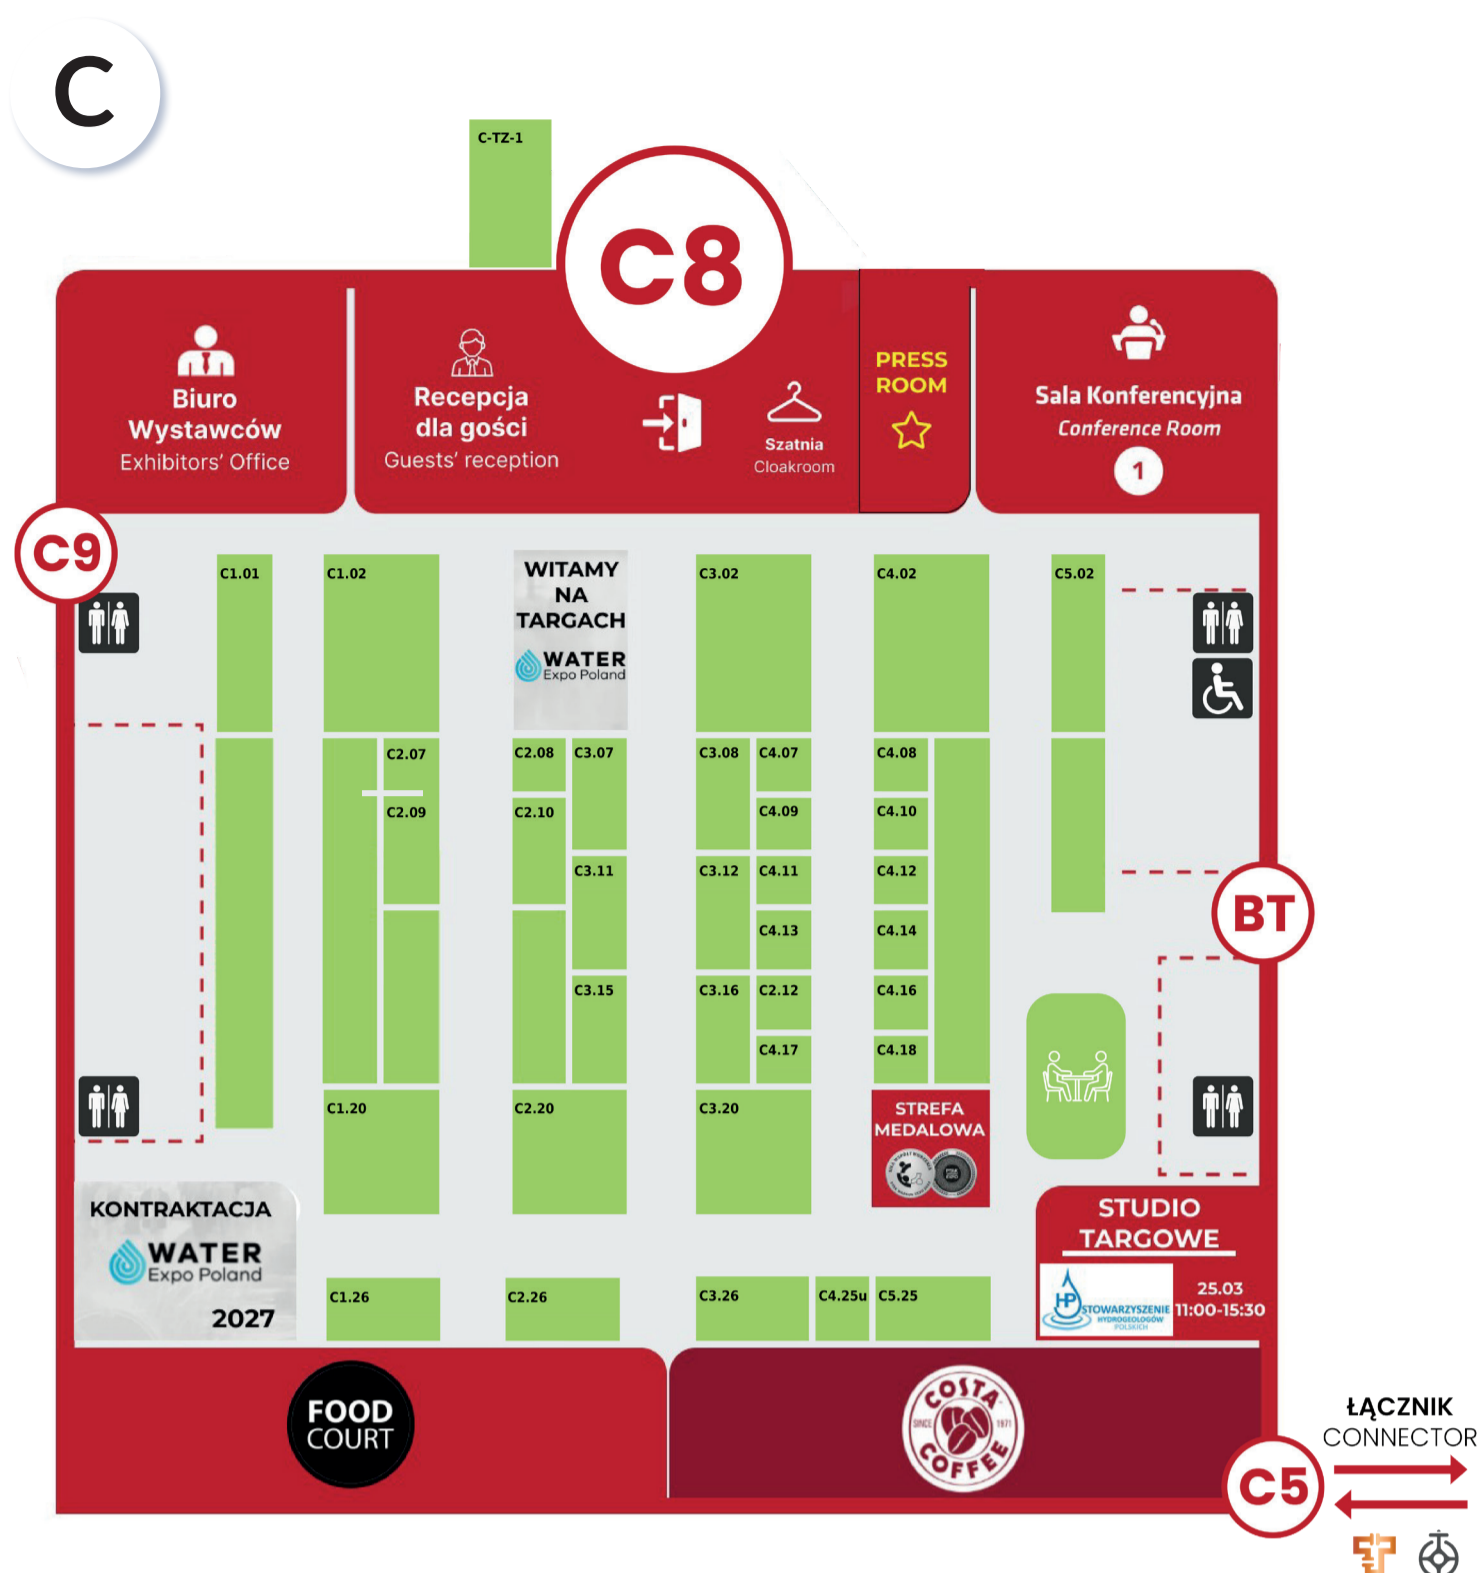 C
C-TZ-1
C8
Biuro
Wystawców
Exhibitors' Office
Recepcja
dla gości
Guests' reception
Szatnia
Cloakroom
PRESS
ROOM
Sala Konferencyjna
Conference Room
1
C9
C1.01
C1.02
WITAMY
NA
TARGACH
WATER
Expo Poland
C3.02
C4.02
C5.02
C2.07
C2.08
C3.07
C3.08
C4.07
C4.08
C2.09
C2.10
C4.09
C4.10
C3.11
C3.12
C4.11
C4.12
C4.13
C4.14
BT
C3.15
C3.16
C2.12
C4.16
C4.17
C4.18
C1.20
C2.20
C3.20
STREFA
MEDALOWA
KONTRAKTACJA
WATER
Expo Poland
2027
STUDIO
TARGOWE
HP
STOWARZYSZENIE
HYDROGEOLOGÓW
POLSKICH
25.03
11:00-15:30
C1.26
C2.26
C3.26
C4.25u
C5.25
FOOD
COURT
COSTA
SINCE 1971
COFFEE
C5
ŁĄCZNIK
CONNECTOR